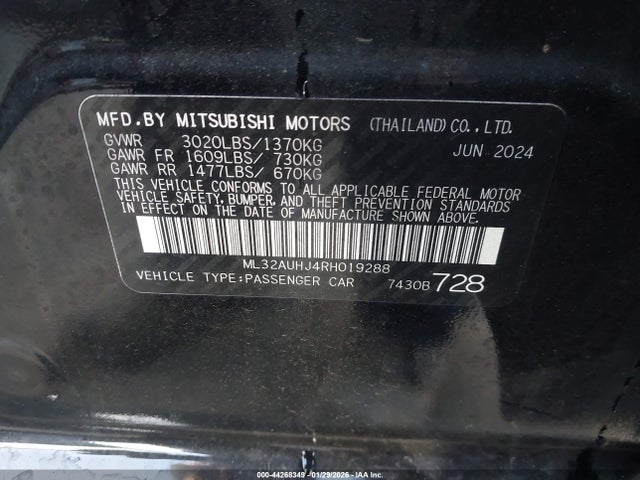 MFD.BY MITSUBISHI MOTORS (THAILAND) CO., LTD.
GVWR 3020LBS/1370KG JUN 2024
GAWR FR 1609LBS/ 730KG
GAWR RR 1477LBS/ 670KG
THIS VEHICLE CONFORMS TO ALL APPLICABLE FEDERAL MOTOR
VEHICLE SAFETY, BUMPER, AND THEFT PREVENTION STANDARDS
IN EFFECT ON THE DATE OF MANUFACTURE SHOWN ABOVE.
ML32AUHJ4RH019288
VEHICLE TYPE:PASSENGER CAR 7430B 728
000-44268349 - 01/29/2026 - IAA Inc.